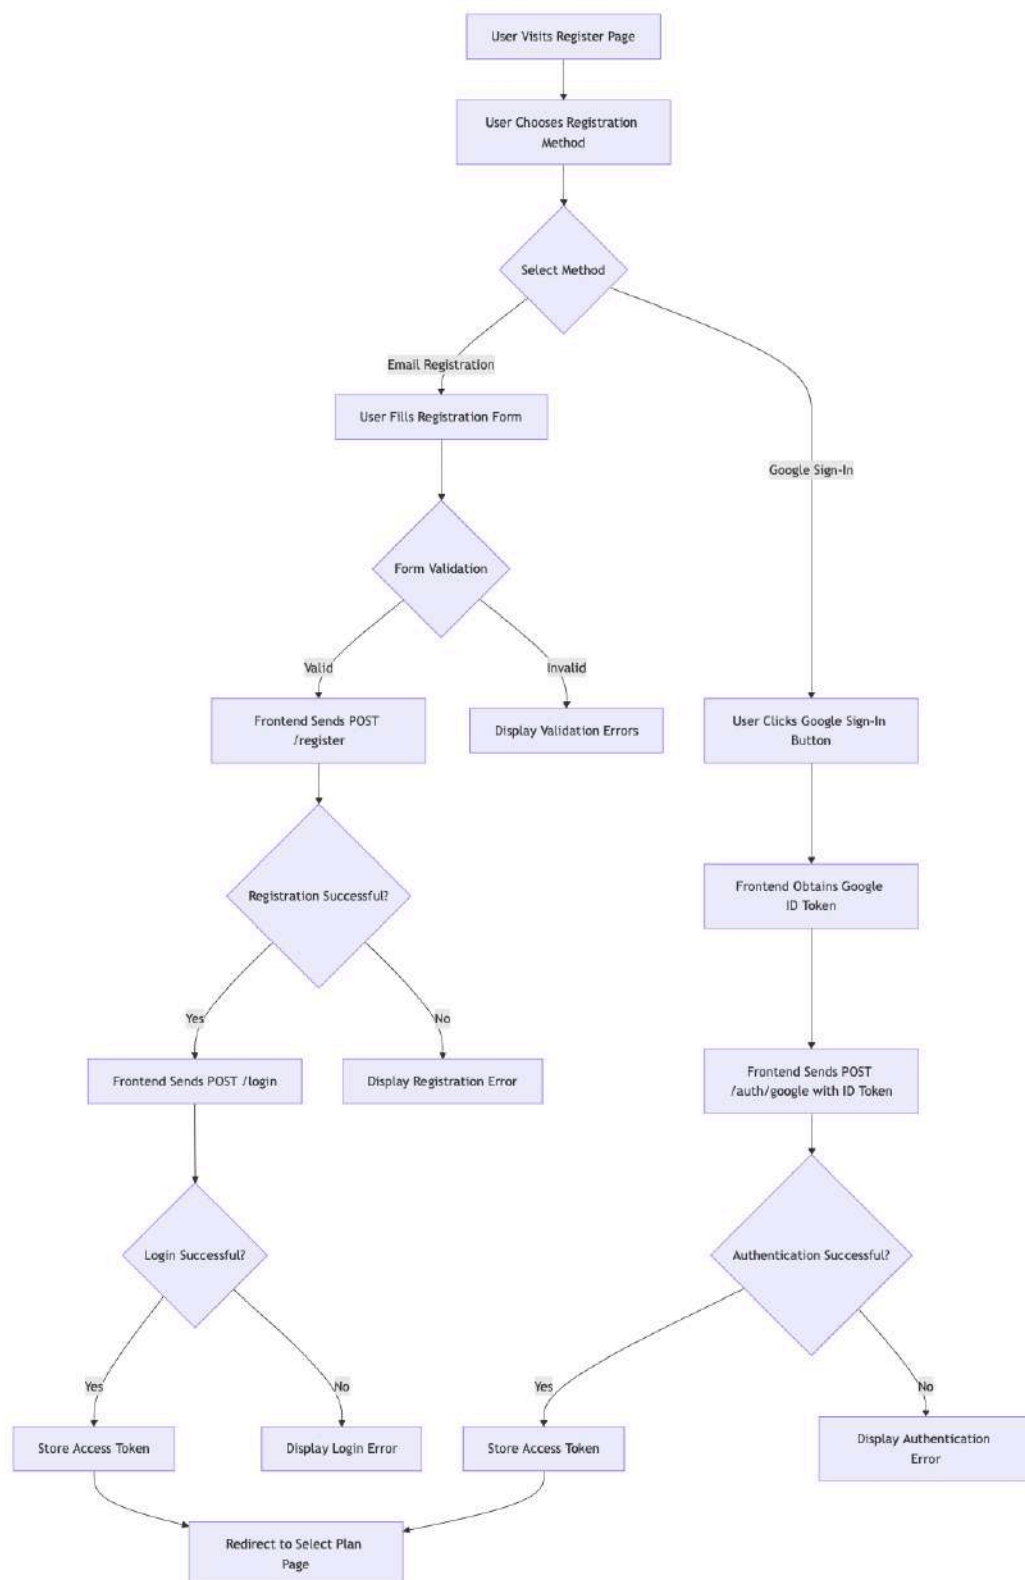 User Visits Register Page
User Chooses Registration
Method
Select Method
Email Registration
User Fills Registration Form
Google Sign-In
Form Validation
Valid
Invalid
Frontend Sends POST
/register
Display Validation Errors
User Clicks Google Sign-In
Button
Registration Successful?
Frontend Obtains Google
ID Token
Yes
No
Frontend Sends POST /login
Display Registration Error
Frontend Sends POST
/auth/google with ID Token
Login Successful?
Authentication Successful?
Yes
No
Yes
No
Store Access Token
Display Login Error
Store Access Token
Display Authentication
Error
Redirect to Select Plan
Page